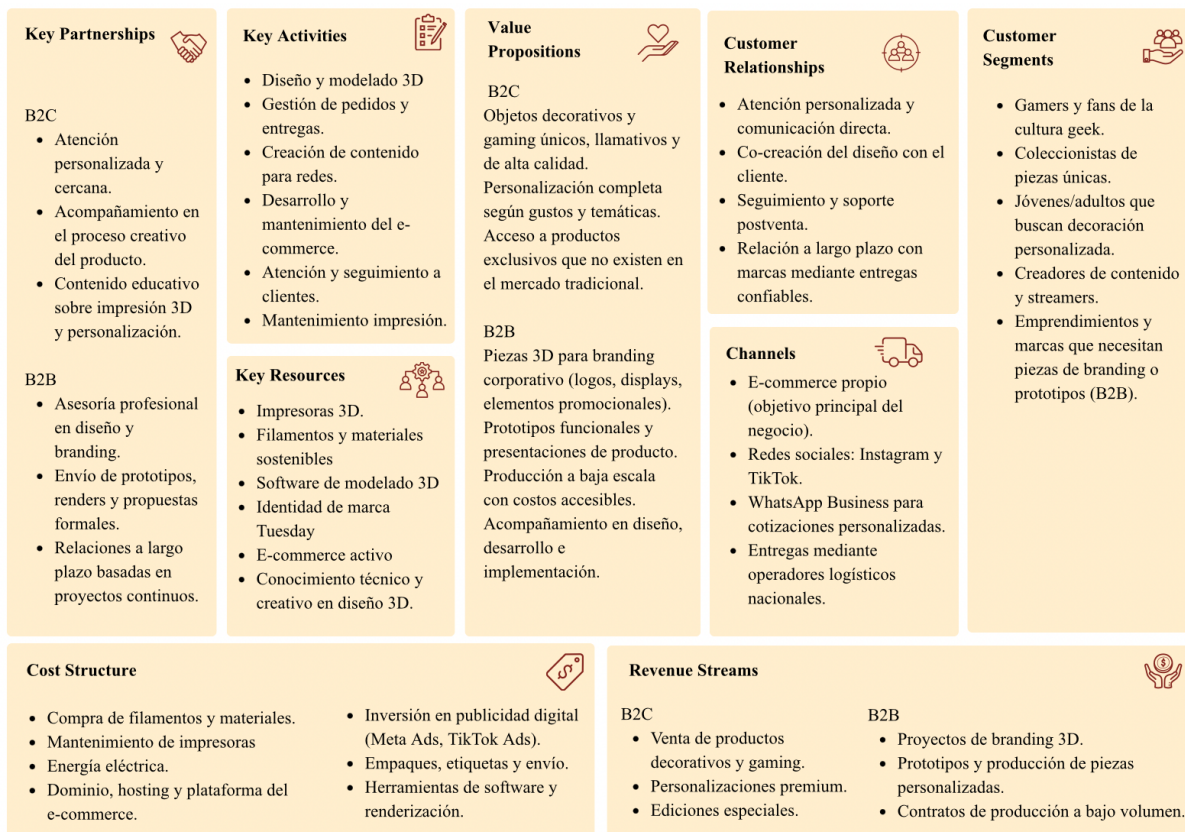 Key Partnerships
B2C
• Atención
personalizada y
cercana.
• Acompañamiento en
el proceso creativo
del producto.
• Contenido educativo
sobre impresión 3D
y personalización.
B2B
• Asesoría profesional
en diseño y
branding.
• Envío de prototipos,
renders y propuestas
formales.
• Relaciones a largo
plazo basadas en
proyectos continuos.
Key Activities
• Diseño y modelado 3D
• Gestión de pedidos y
entregas.
• Creación de contenido
para redes.
• Desarrollo y
mantenimiento del e-
commerce.
• Atención y seguimiento a
clientes.
• Mantenimiento impresión.
Key Resources
• Impresoras 3D.
• Filamentos y materiales
sostenibles
• Software de modelado 3D
• Identidad de marca
Tuesday
• E-commerce activo
• Conocimiento técnico y
creativo en diseño 3D.
Value
Propositions
B2C
Objetos decorativos y
gaming únicos, llamativos y
de alta calidad.
Personalización completa
según gustos y temáticas.
Acceso a productos
exclusivos que no existen en
el mercado tradicional.
B2B
Piezas 3D para branding
corporativo (logos, displays,
elementos promocionales).
Prototipos funcionales y
presentaciones de producto.
Producción a baja escala
con costos accesibles.
Acompañamiento en diseño,
desarrollo e
implementación.
Customer
Relationships
• Atención personalizada y
comunicación directa.
• Co-creación del diseño con el
cliente.
• Seguimiento y soporte
postventa.
• Relación a largo plazo con
marcas mediante entregas
confiables.
Channels
• E-commerce propio
(objetivo principal del
negocio).
• Redes sociales: Instagram y
TikTok.
• WhatsApp Business para
cotizaciones personalizadas.
• Entregas mediante
operadores logísticos
nacionales.
Customer
Segments
• Gamers y fans de la
cultura geek.
• Coleccionistas de
piezas únicas.
• Jóvenes/adultos que
buscan decoración
personalizada.
• Creadores de contenido
y streamers.
• Emprendimientos y
marcas que necesitan
piezas de branding o
prototipos (B2B).
Cost Structure
• Compra de filamentos y materiales.
• Mantenimiento de impresoras
• Energía eléctrica.
• Dominio, hosting y plataforma del
e-commerce.
• Inversión en publicidad digital
(Meta Ads, TikTok Ads).
• Empaques, etiquetas y envío.
• Herramientas de software y
renderización.
Revenue Streams
B2C
• Venta de productos
decorativos y gaming.
• Personalizaciones premium.
• Ediciones especiales.
B2B
• Proyectos de branding 3D.
• Prototipos y producción de piezas
personalizadas.
• Contratos de producción a bajo volumen.